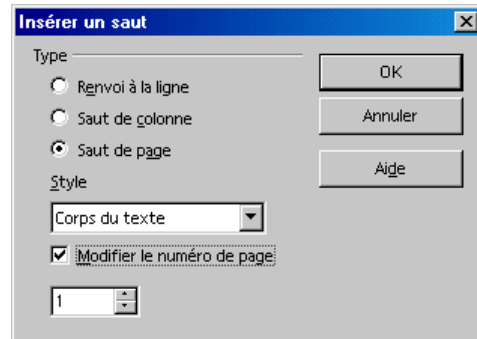 Insérer un saut
Type
Renvoi à la ligne
Saut de colonne
Saut de page
Style
Corps du texte
Modifier le numéro de page
1
OK
Annuler
Aide